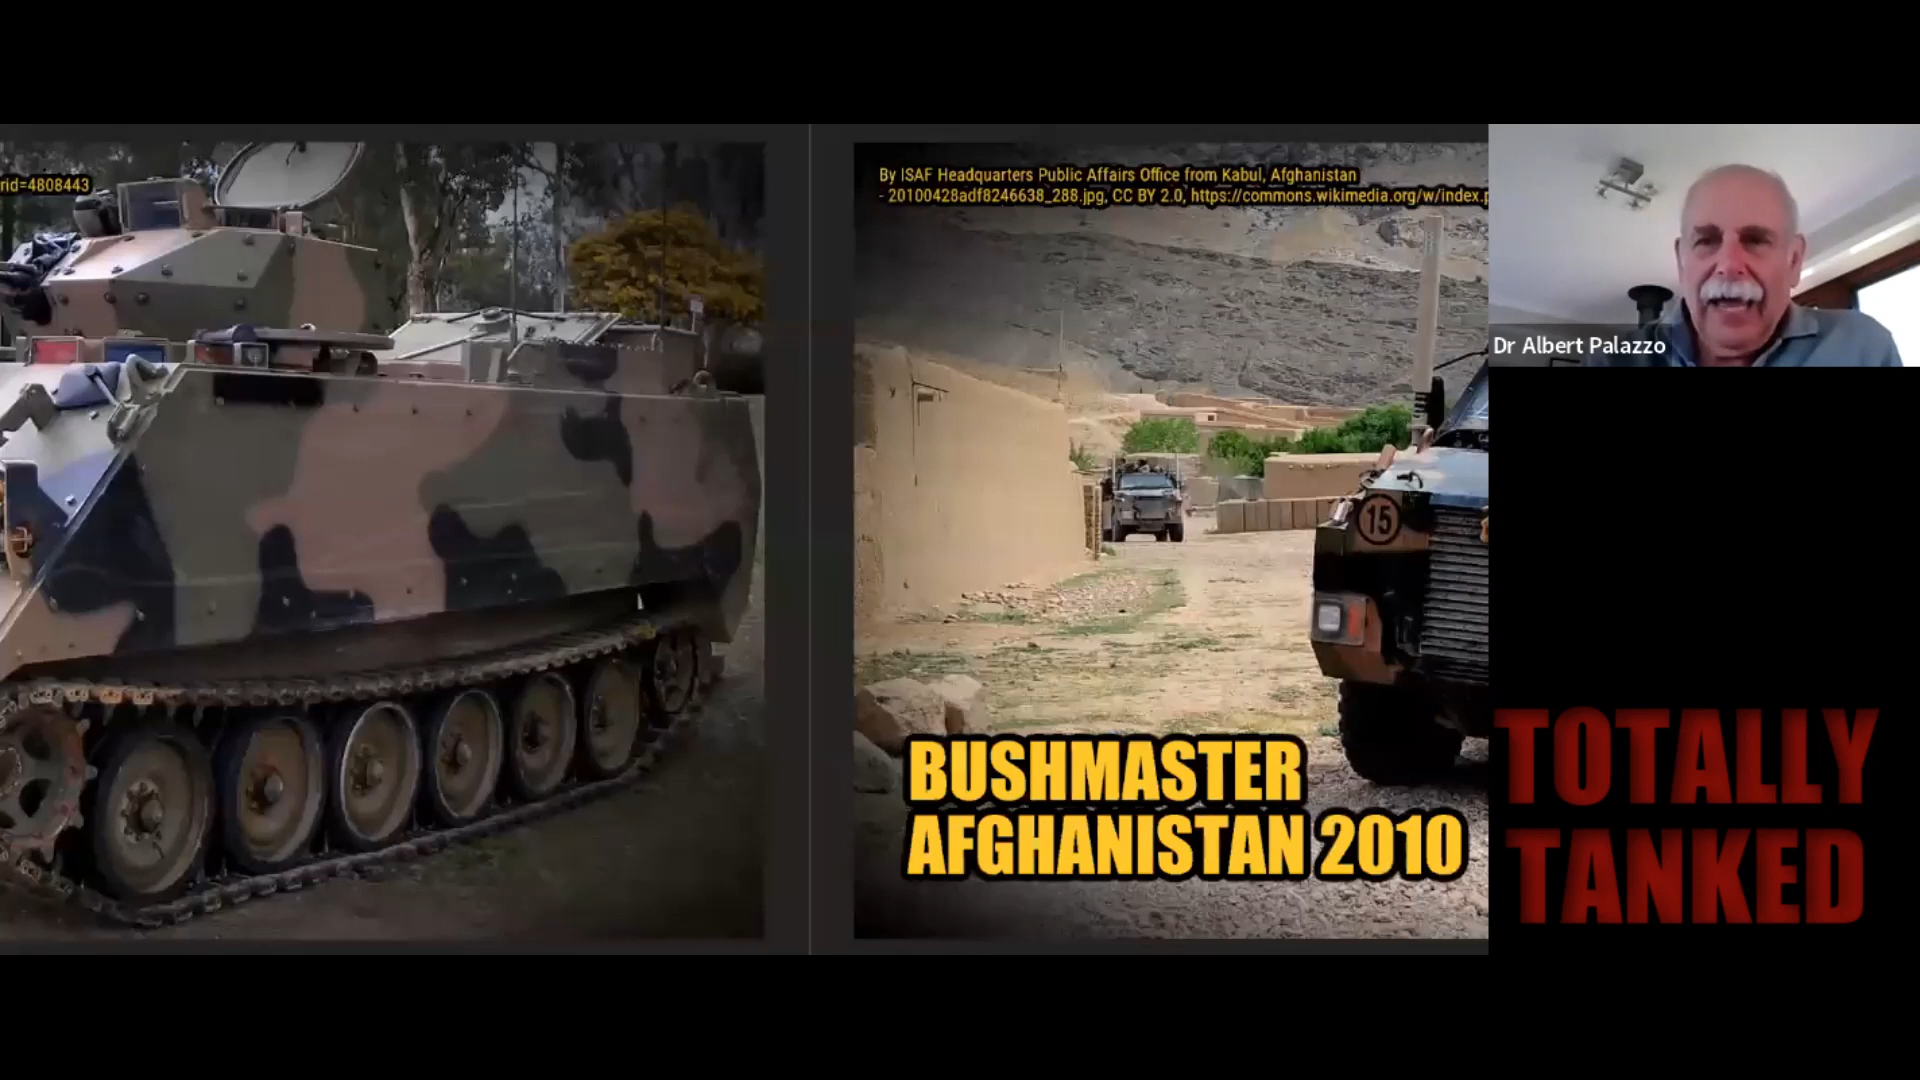 rid=4808443
By ISAF Headquarters Public Affairs Office from Kabul, Afghanistan
- 20100428adf8246638_288.jpg, CC BY 2.0, https://commons.wikimedia.org/w/index.p
15
BUSHMASTER
AFGHANISTAN 2010
Dr Albert Palazzo
TOTALLY
TANKED